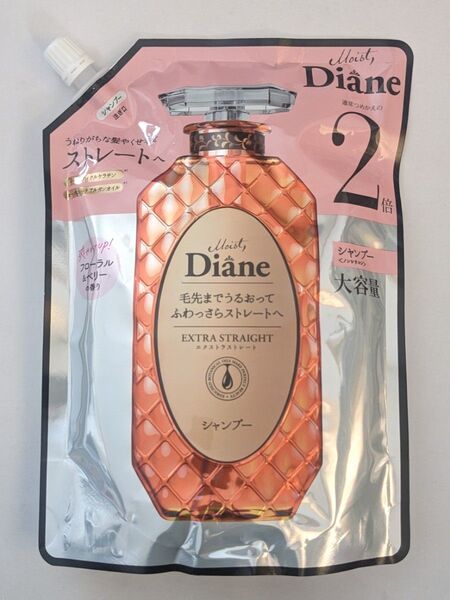 シャンプー
注ぎ口
Moist,
Diane
通常つめかえの
2倍
うねりがちな髪やくせを
ストレートへ
シャンプー
大容量
フローラル
&ベリー
の香り
Moist,
Diane
毛先までうるおって
ふわっさらストレートへ
EXTRA STRAIGHT
エクストラストレート
シャンプー